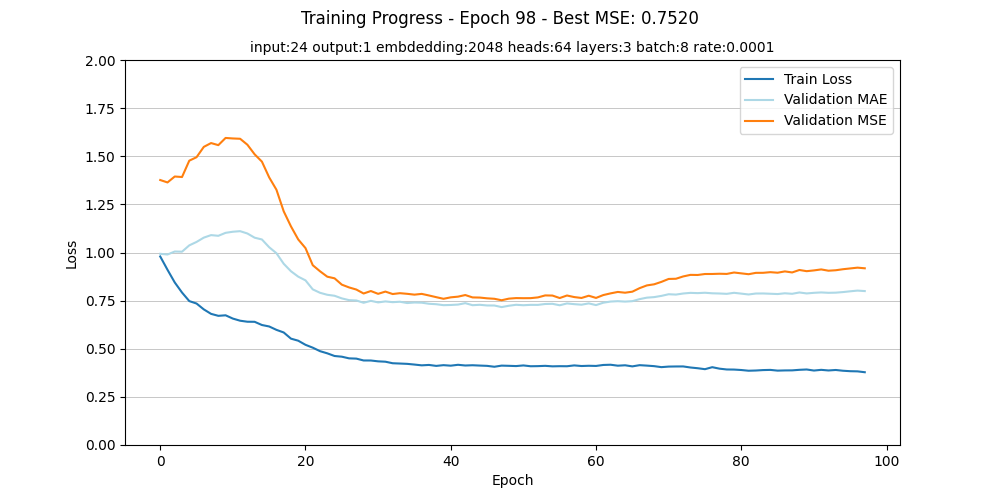 Training Progress - Epoch 98 - Best MSE: 0.7520
input:24 output:1 embdedding:2048 heads:64 layers:3 batch:8 rate:0.0001
2.00
1.75
1.50
1.25
1.00
0.75
0.50
0.25
0.00
Loss
Train Loss
Validation MAE
Validation MSE
0 20 40 60 80 100
Epoch